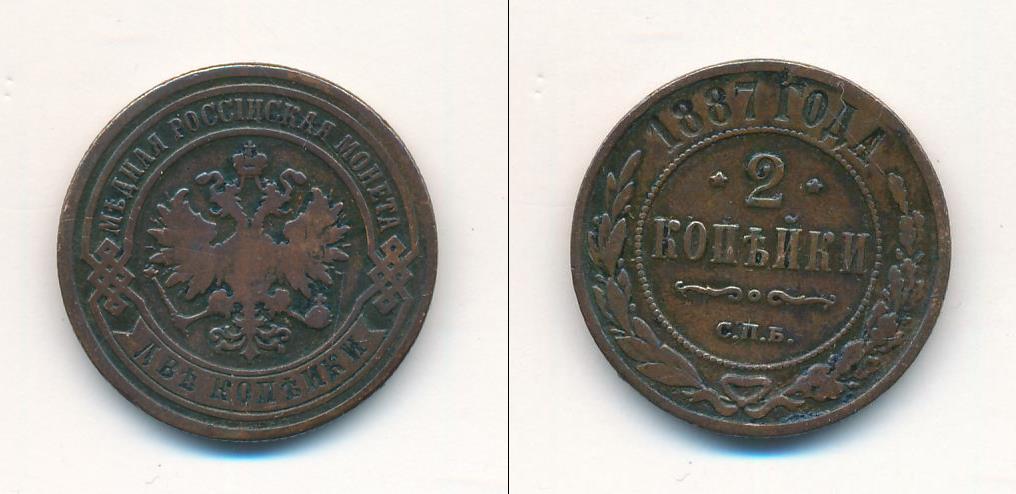 МѢДНАЯ РОССІЙСКАЯ МОНЕТА
ДВѢ КОПѢЙКИ
1887 ГОДА
2
КОПѢЙКИ
С.П.Б.